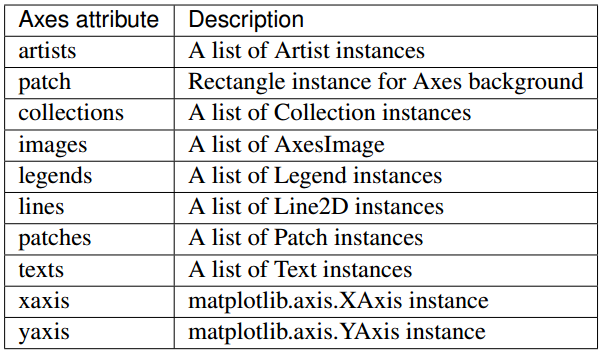 Axes attribute Description
artists A list of Artist instances
patch Rectangle instance for Axes background
collections A list of Collection instances
images A list of AxesImage
legends A list of Legend instances
lines A list of Line2D instances
patches A list of Patch instances
texts A list of Text instances
xaxis matplotlib.axis.XAxis instance
yaxis matplotlib.axis.YAxis instance